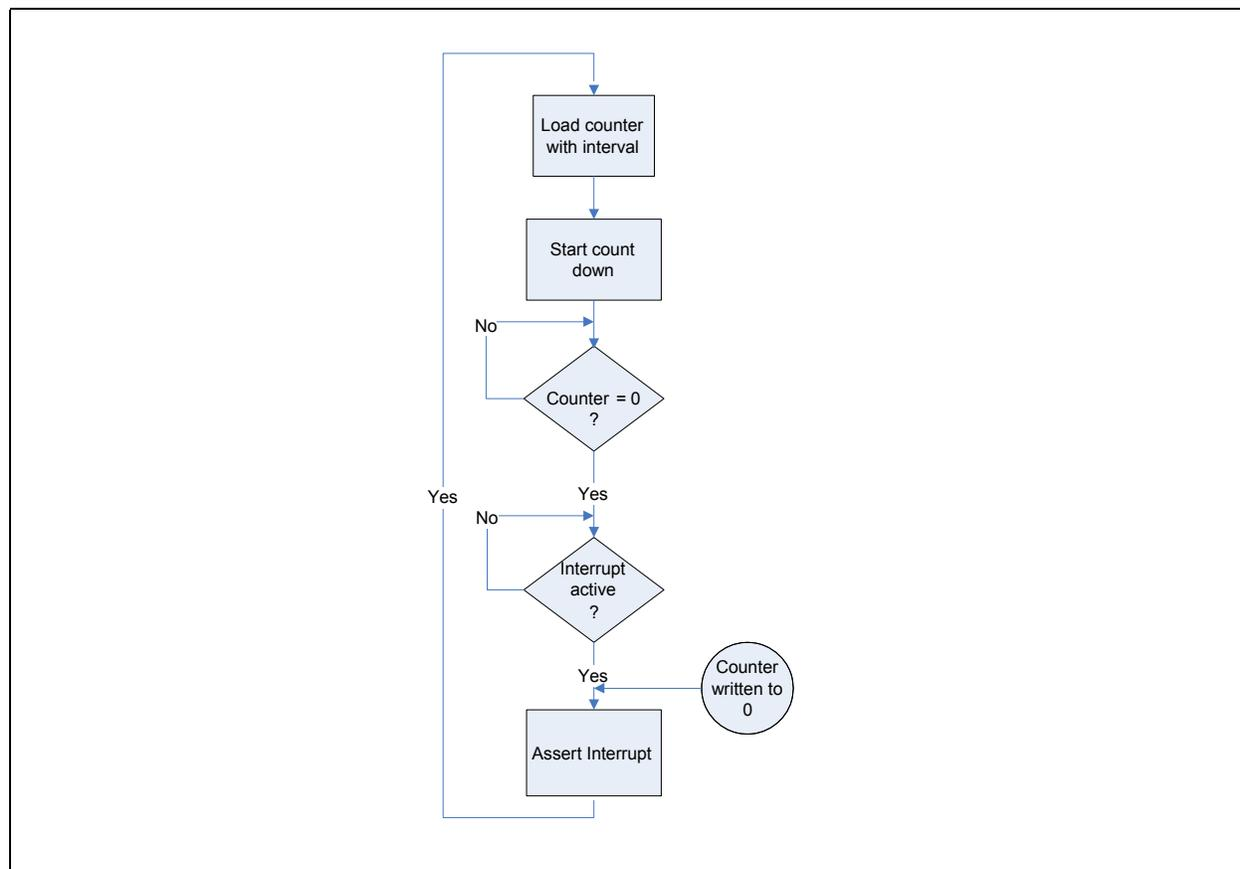 Load counter
with interval
Start count
down
No
Counter = 0
?
Yes
Yes
No
Interrupt
active
?
Yes
Counter
written to
0
Assert Interrupt